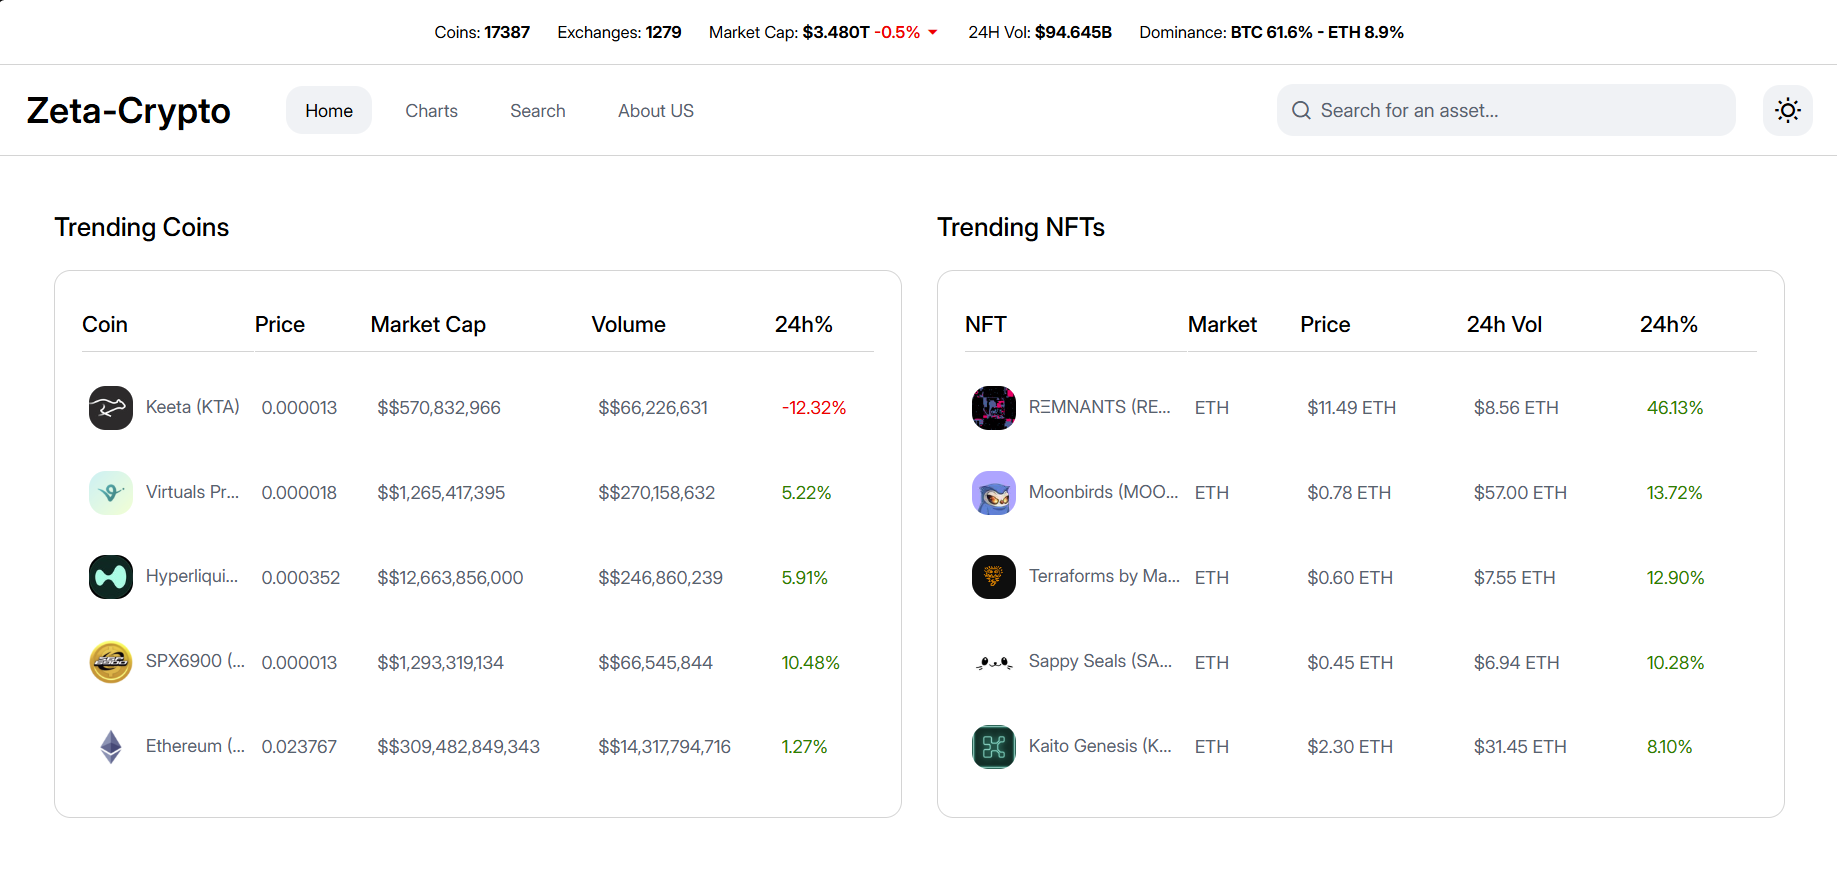 Coins: 17387 Exchanges: 1279 Market Cap: $3.480T -0.5% 24H Vol: $94.645B Dominance: BTC 61.6% - ETH 8.9%
Zeta-Crypto Home Charts Search About US Search for an asset...
Trending Coins
Coin Price Market Cap Volume 24h%
Keeta (KTA) 0.000013 $$570,832,966 $$66,226,631 -12.32%
Virtuals Pr... 0.000018 $$1,265,417,395 $$270,158,632 5.22%
Hyperliqui... 0.000352 $$12,663,856,000 $$246,860,239 5.91%
SPX6900 (... 0.000013 $$1,293,319,134 $$66,545,844 10.48%
Ethereum (... 0.023767 $$309,482,849,343 $$14,317,794,716 1.27%
Trending NFTs
NFT Market Price 24h Vol 24h%
RΞMNANTS (RE... ETH $11.49 ETH $8.56 ETH 46.13%
Moonbirds (MOO... ETH $0.78 ETH $57.00 ETH 13.72%
Terraforms by Ma... ETH $0.60 ETH $7.55 ETH 12.90%
Sappy Seals (SA... ETH $0.45 ETH $6.94 ETH 10.28%
Kaito Genesis (K... ETH $2.30 ETH $31.45 ETH 8.10%